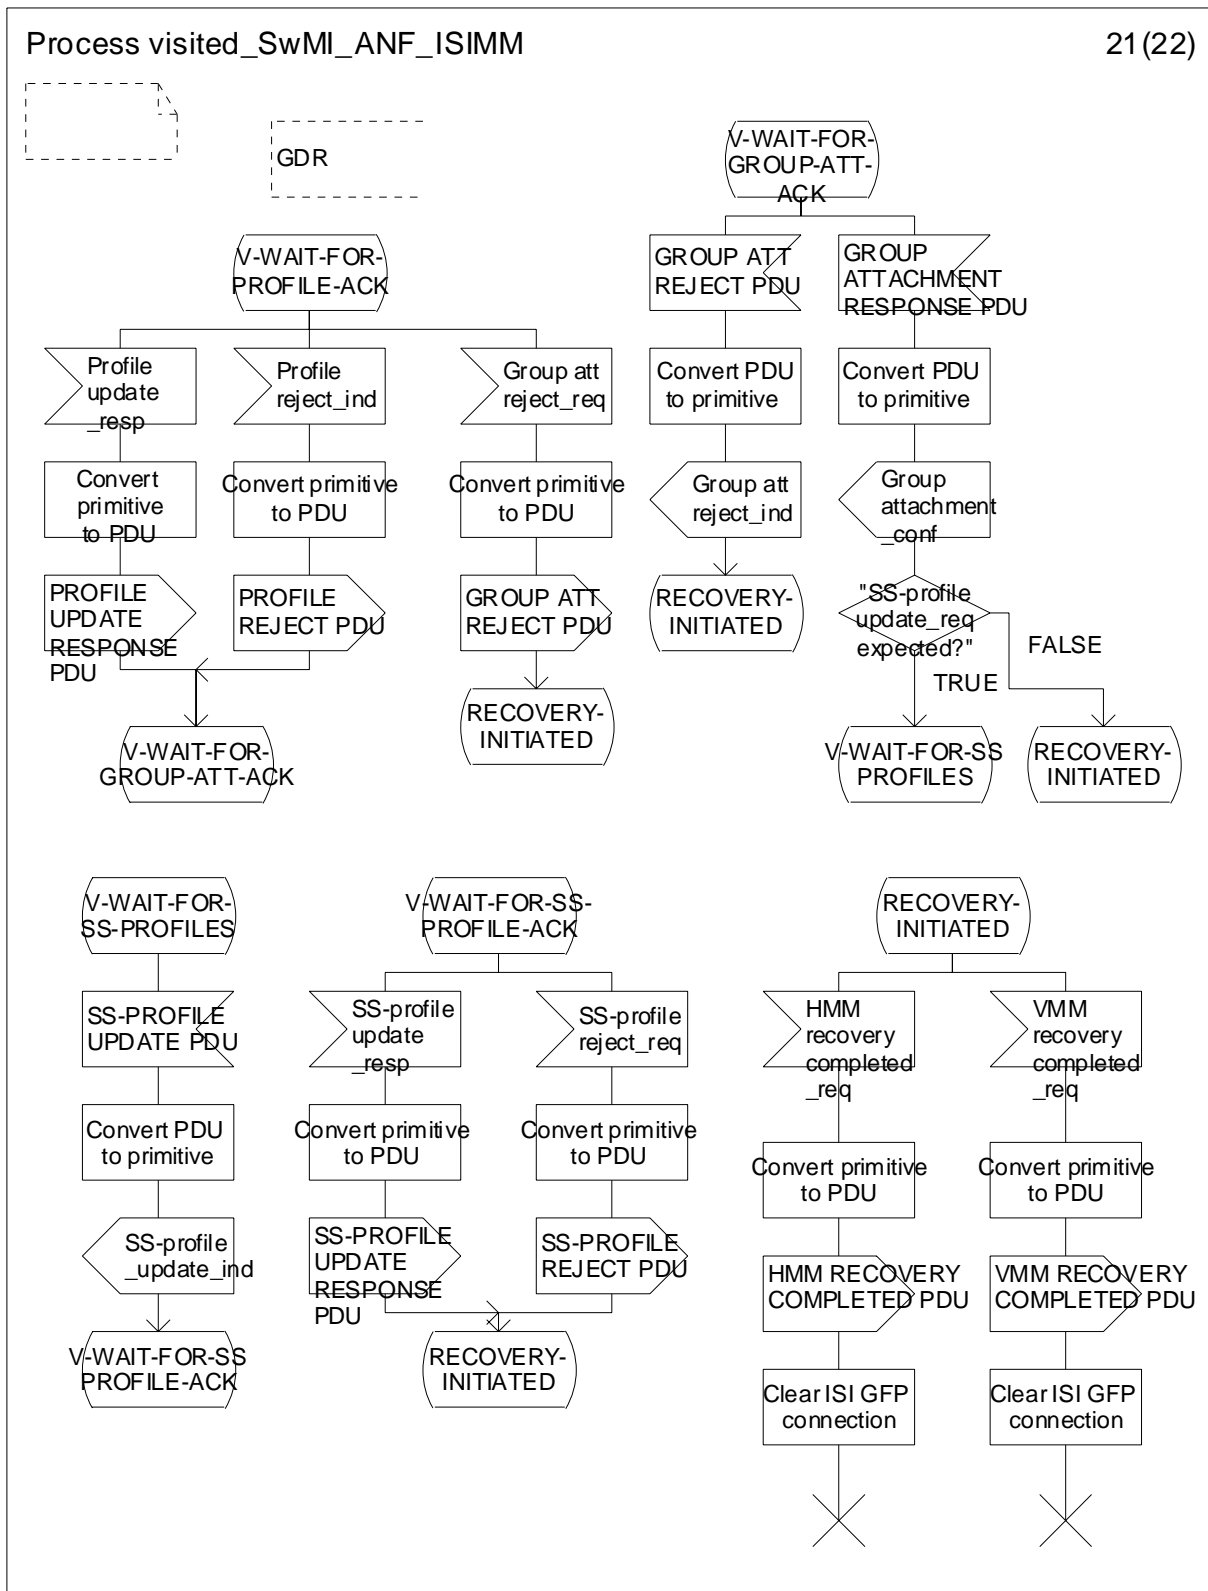 Process visited_SwMI_ANF_ISIMM
21(22)
GDR
V-WAIT-FOR-
PROFILE-ACK
Profile
update
_resp
Profile
reject_ind
Group att
reject_req
Convert
primitive
to PDU
Convert primitive
to PDU
Convert primitive
to PDU
PROFILE
UPDATE
RESPONSE
PDU
PROFILE
REJECT PDU
GROUP ATT
REJECT PDU
V-WAIT-FOR-
GROUP-ATT-ACK
RECOVERY-
INITIATED
V-WAIT-FOR-
GROUP-ATT-
ACK
GROUP ATT
REJECT PDU
GROUP
ATTACHMENT
RESPONSE PDU
Convert PDU
to primitive
Convert PDU
to primitive
Group att
reject_ind
Group
attachment
_conf
RECOVERY-
INITIATED
"SS-profile
update_req
expected?"
FALSE
TRUE
V-WAIT-FOR-SS
PROFILES
RECOVERY-
INITIATED
V-WAIT-FOR-
SS-PROFILES
SS-PROFILE
UPDATE PDU
Convert PDU
to primitive
SS-profile
_update_ind
V-WAIT-FOR-SS
PROFILE-ACK
V-WAIT-FOR-SS-
PROFILE-ACK
SS-profile
update
_resp
SS-profile
reject_req
Convert primitive
to PDU
Convert primitive
to PDU
SS-PROFILE
UPDATE
RESPONSE
PDU
SS-PROFILE
REJECT PDU
RECOVERY-
INITIATED
RECOVERY-
INITIATED
HMM
recovery
completed
_req
VMM
recovery
completed
_req
Convert primitive
to PDU
Convert primitive
to PDU
HMM RECOVERY
COMPLETED PDU
VMM RECOVERY
COMPLETED PDU
Clear ISI GFP
connection
Clear ISI GFP
connection